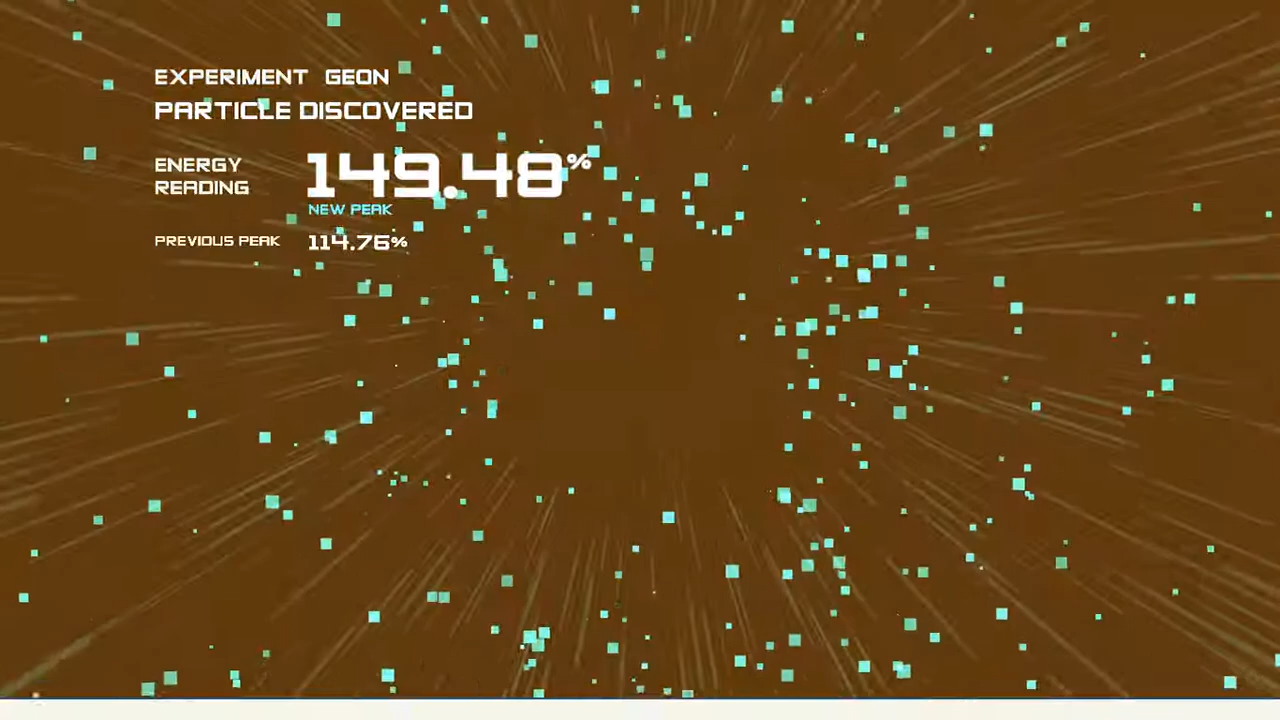 EXPERIMENT GEON
PARTICLE DISCOVERED
ENERGY READING
149.48%
NEW PEAK
PREVIOUS PEAK 114.76%